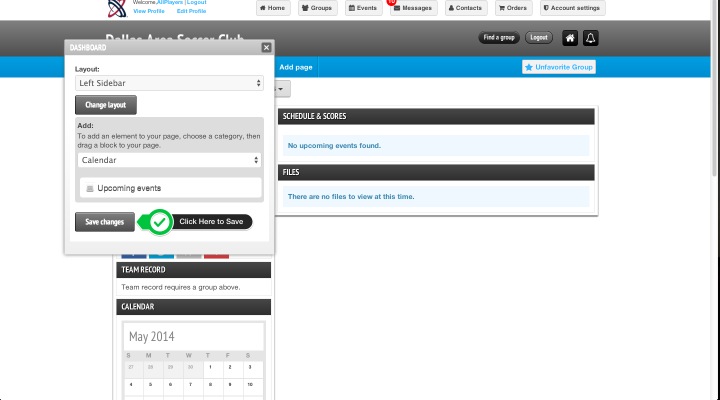 Welcome,AllPlayers | Logout
View Profile Edit Profile
Home
Groups
Events
Messages
Contacts
Orders
Account settings
Dallas Area Soccer Club
Find a group
Logout
DASHBOARD
Add page
Unfavorite Group
Layout:
Left Sidebar
Change layout
Add:
To add an element to your page, choose a category, then
drag a block to your page.
Calendar
Upcoming events
Save changes
Click Here to Save
SCHEDULE & SCORES
No upcoming events found.
FILES
There are no files to view at this time.
TEAM RECORD
Team record requires a group above.
CALENDAR
May 2014
S M T W T F S
27 28 29 30 1 2 3
4 5 6 7 8 9 10